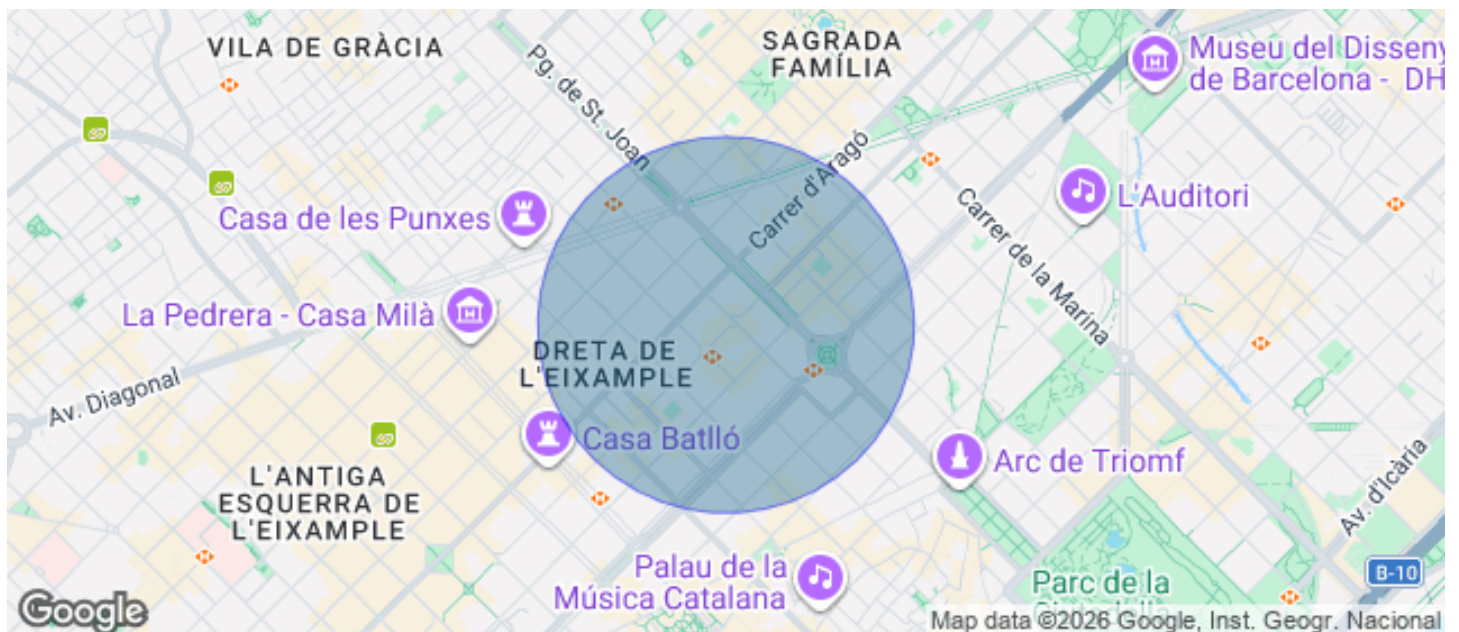 VILA DE GRÀCIA
Pg. de St. Joan
SAGRADA
FAMÍLIA
Museu del Disseny
de Barcelona - DH
Carrer d'Aragó
Casa de les Punxes
L'Auditori
Carrer de la Marina
La Pedrera - Casa Milà
DRETA DE
L'EIXAMPLE
Av. Diagonal
Casa Batlló
Arc de Triomf
L'ANTIGA
ESQUERRA DE
L'EIXAMPLE
Av. d'Icària
Palau de la
Música Catalana
Parc de la
B-10
Google
Map data ©2026 Google, Inst. Geogr. Nacional